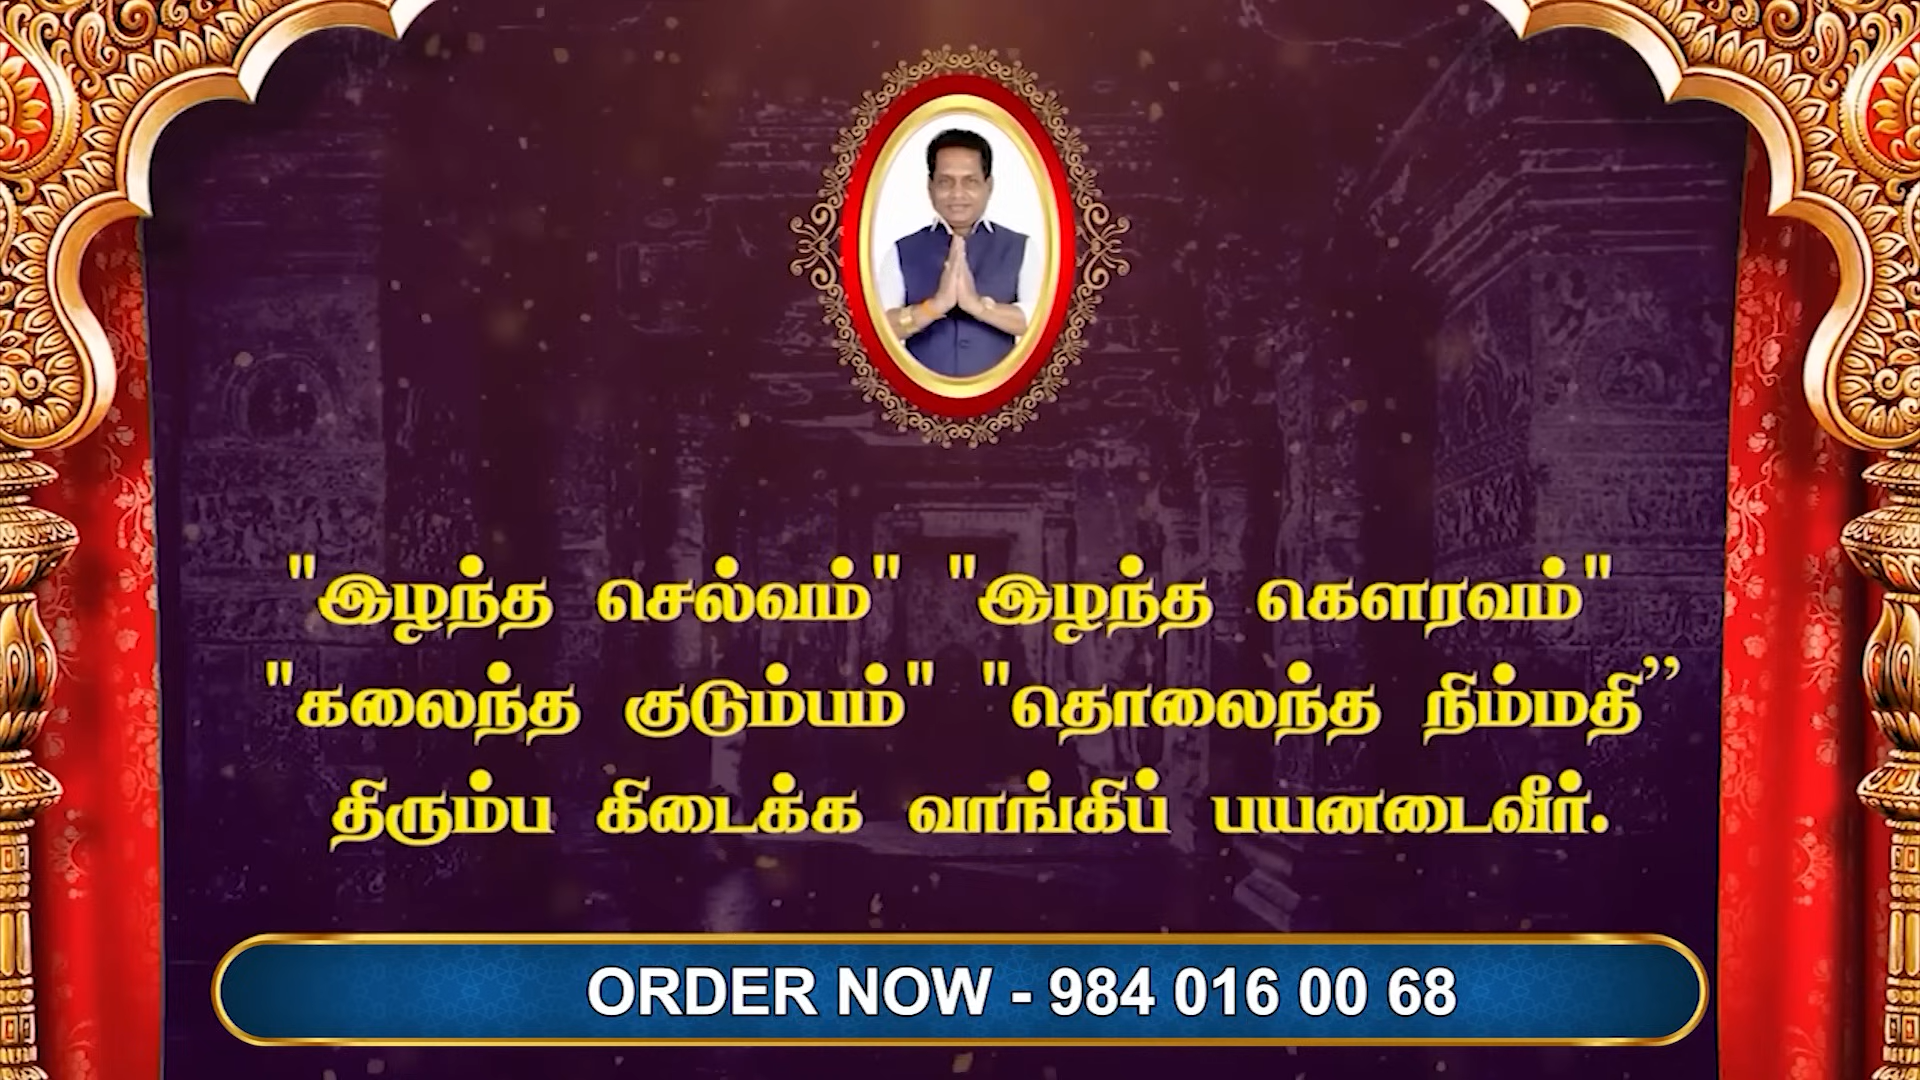 "இழந்த செல்வம்" "இழந்த கௌரவம்"
"கலைந்த குடும்பம்" "தொலைந்த நிம்மதி”
திரும்ப கிடைக்க வாங்கிப் பயனடைவீர்.
ORDER NOW - 984 016 00 68